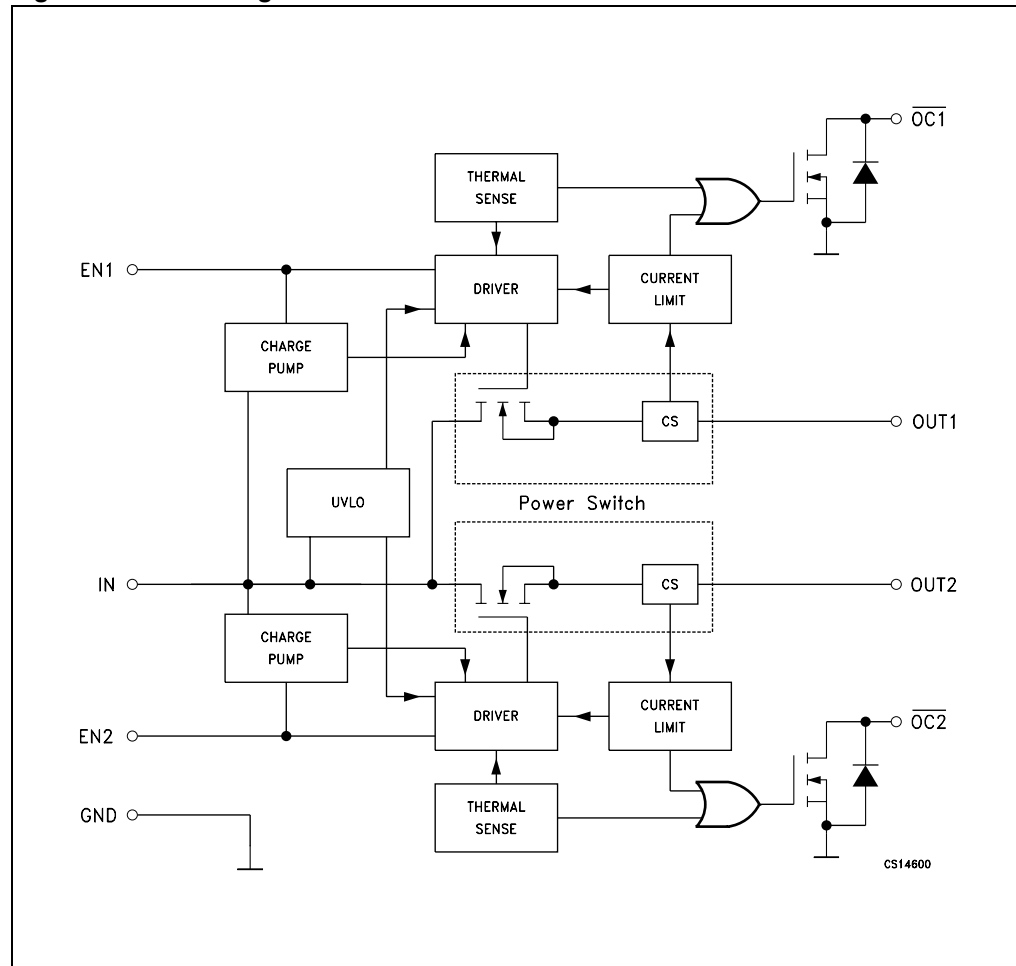 OC1
THERMAL
SENSE
EN1
DRIVER
CURRENT
LIMIT
CHARGE
PUMP
CS
OUT1
UVLO
Power Switch
IN
CS
OUT2
CHARGE
PUMP
DRIVER
CURRENT
LIMIT
OC2
EN2
THERMAL
SENSE
GND
CS14600